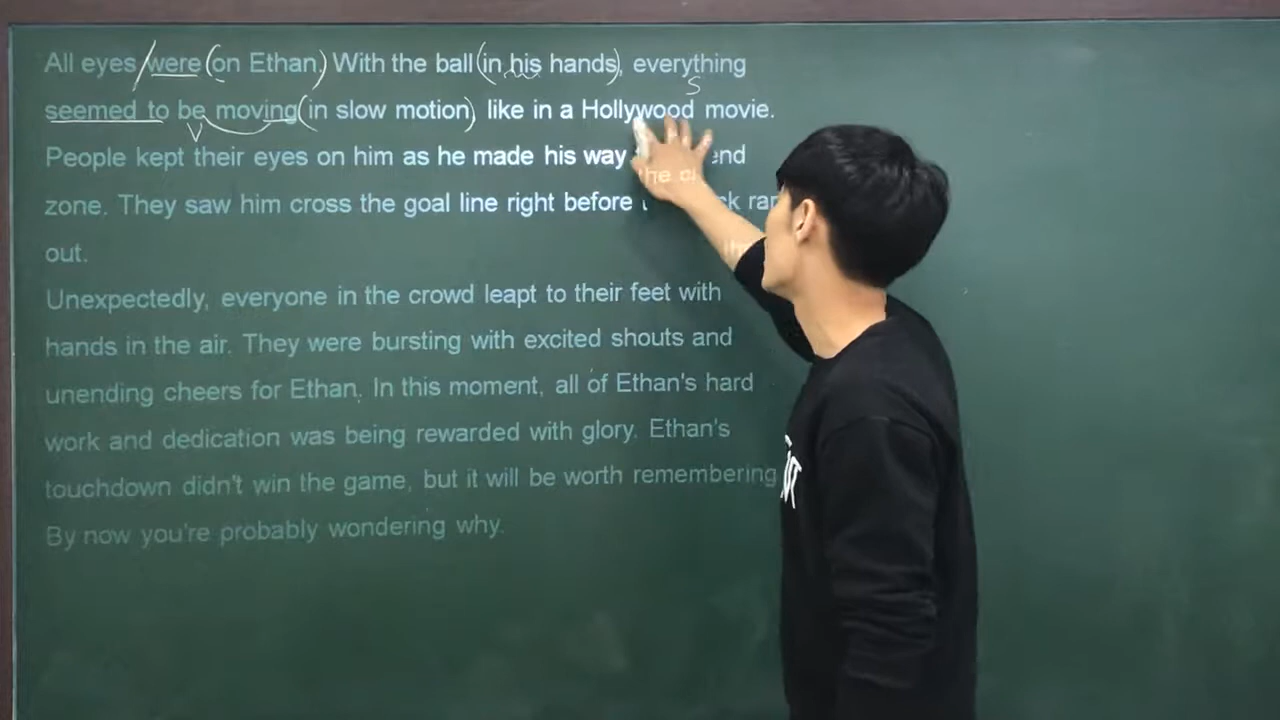 All eyes were on Ethan. With the ball in his hands, everything
S
seemed to be moving in slow motion, like in a Hollywood movie.
V
People kept their eyes on him as he made his way end
zone. They saw him cross the goal line right before
out.
Unexpectedly, everyone in the crowd leapt to their feet with
hands in the air. They were bursting with excited shouts and
unending cheers for Ethan. In this moment, all of Ethan's hard
work and dedication was being rewarded with glory. Ethan's
touchdown didn't win the game, but it will be worth remembering
By now you're probably wondering why.